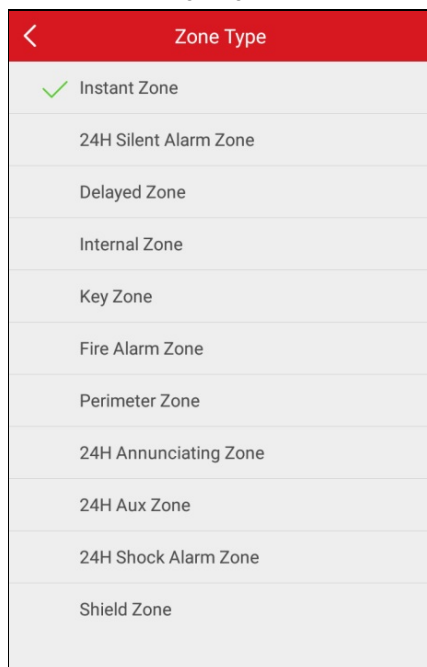 Zone Type
Instant Zone
24H Silent Alarm Zone
Delayed Zone
Internal Zone
Key Zone
Fire Alarm Zone
Perimeter Zone
24H Annunciating Zone
24H Aux Zone
24H Shock Alarm Zone
Shield Zone